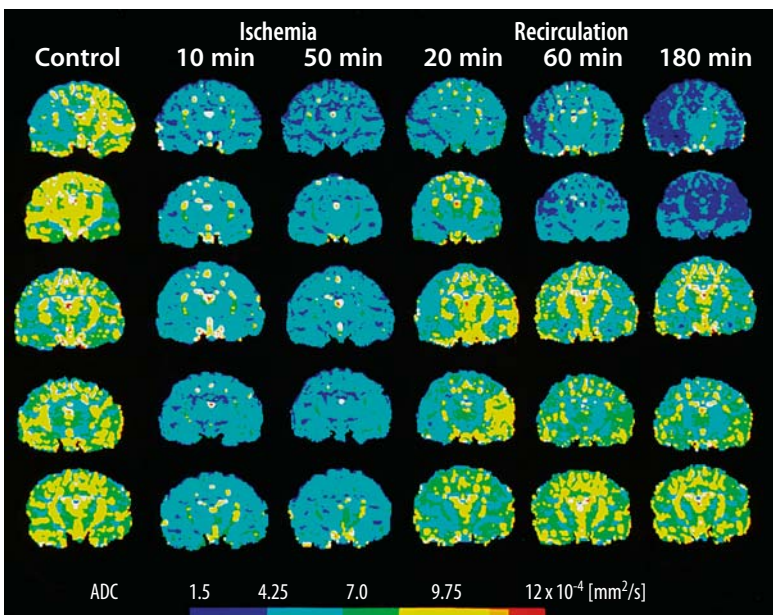 Ischemia Recirculation
Control 10 min 50 min 20 min 60 min 180 min
ADC 1.5 4.25 7.0 9.75 12 x 10⁻⁴ [mm²/s]